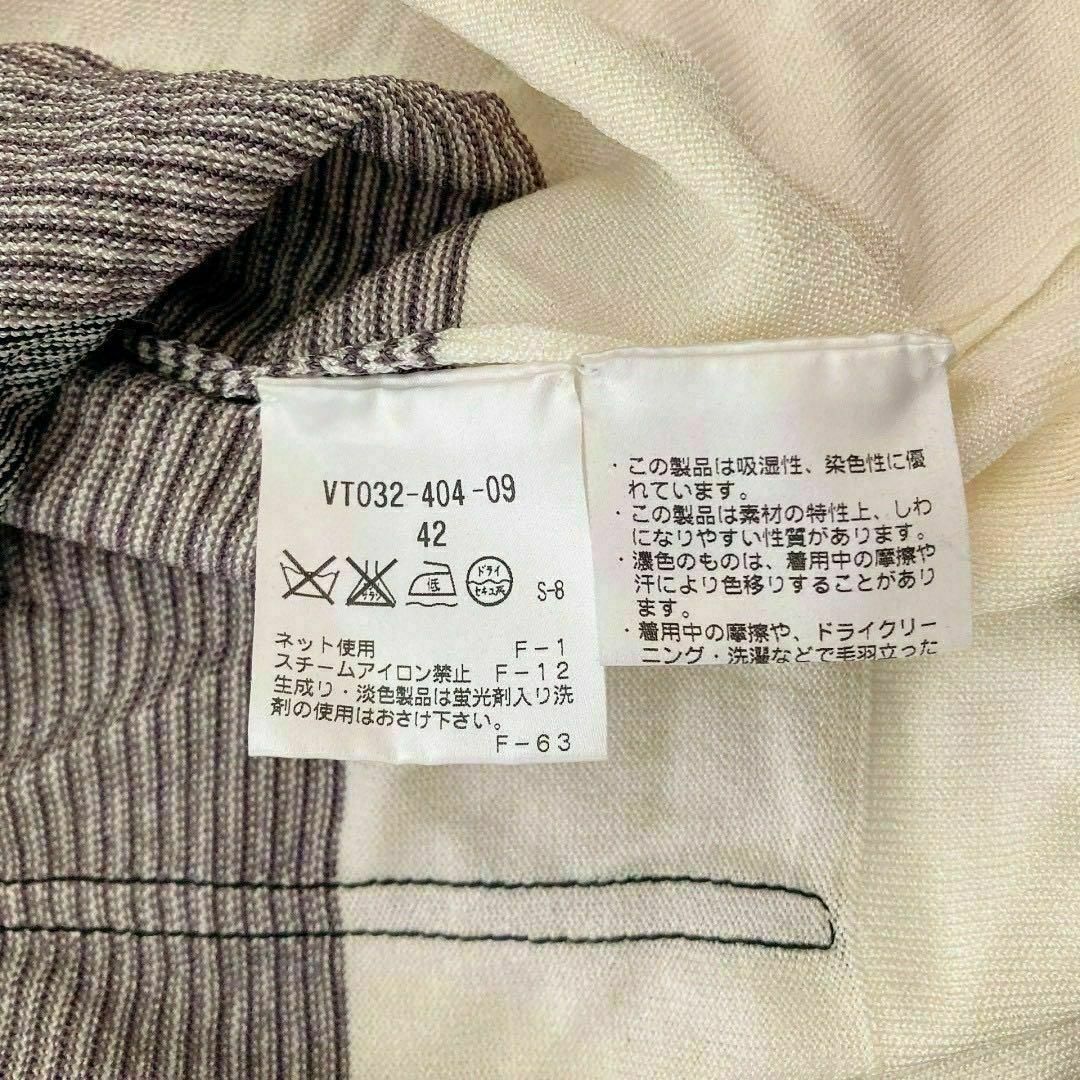 VT032-404-09
42
エンソサラシ
低
ドライ
セキユ系
S-8
ネット使用 F-1
スチームアイロン禁止 F-12
生成り・淡色製品は蛍光剤入り洗
剤の使用はおさけ下さい。
F-63
・この製品は吸湿性、染色性に優
れています。
・この製品は素材の特性上、しわ
になりやすい性質があります。
・濃色のものは、着用中の摩擦や
汗により色移りすることがあり
ます。
・着用中の摩擦や、ドライクリー
ニング・洗濯などで毛羽立った